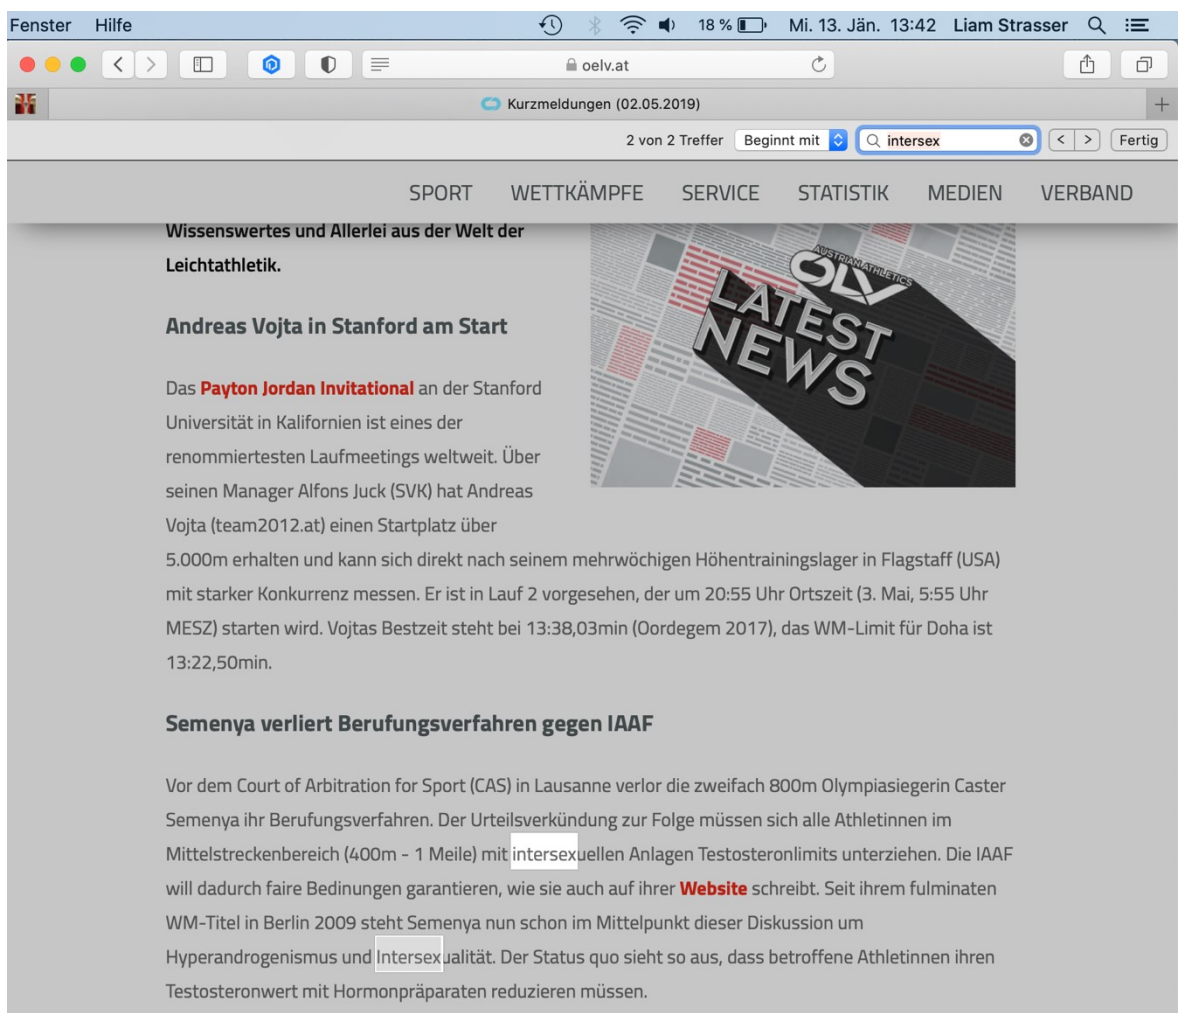 Fenster Hilfe 18 % Mi. 13. Jän. 13:42 Liam Strasser
oelv.at
Kurzmeldungen (02.05.2019)
2 von 2 Treffer Beginnt mit intersex Fertig
SPORT WETTKÄMPFE SERVICE STATISTIK MEDIEN VERBAND
Wissenswertes und Allerlei aus der Welt der
Leichtathletik.
AUSTRIAN ATHLETICS
ÖLV
LATEST
NEWS
Andreas Vojta in Stanford am Start
Das Payton Jordan Invitational an der Stanford
Universität in Kalifornien ist eines der
renommiertesten Laufmeetings weltweit. Über
seinen Manager Alfons Juck (SVK) hat Andreas
Vojta (team2012.at) einen Startplatz über
5.000m erhalten und kann sich direkt nach seinem mehrwöchigen Höhentrainingslager in Flagstaff (USA)
mit starker Konkurrenz messen. Er ist in Lauf 2 vorgesehen, der um 20:55 Uhr Ortszeit (3. Mai, 5:55 Uhr
MESZ) starten wird. Vojtas Bestzeit steht bei 13:38,03min (Oordegem 2017), das WM-Limit für Doha ist
13:22,50min.
Semenya verliert Berufungsverfahren gegen IAAF
Vor dem Court of Arbitration for Sport (CAS) in Lausanne verlor die zweifach 800m Olympiasiegerin Caster
Semenya ihr Berufungsverfahren. Der Urteilsverkündung zur Folge müssen sich alle Athletinnen im
Mittelstreckenbereich (400m - 1 Meile) mit intersexuellen Anlagen Testosteronlimits unterziehen. Die IAAF
will dadurch faire Bedinungen garantieren, wie sie auch auf ihrer Website schreibt. Seit ihrem fulminaten
WM-Titel in Berlin 2009 steht Semenya nun schon im Mittelpunkt dieser Diskussion um
Hyperandrogenismus und Intersexualität. Der Status quo sieht so aus, dass betroffene Athletinnen ihren
Testosteronwert mit Hormonpräparaten reduzieren müssen.